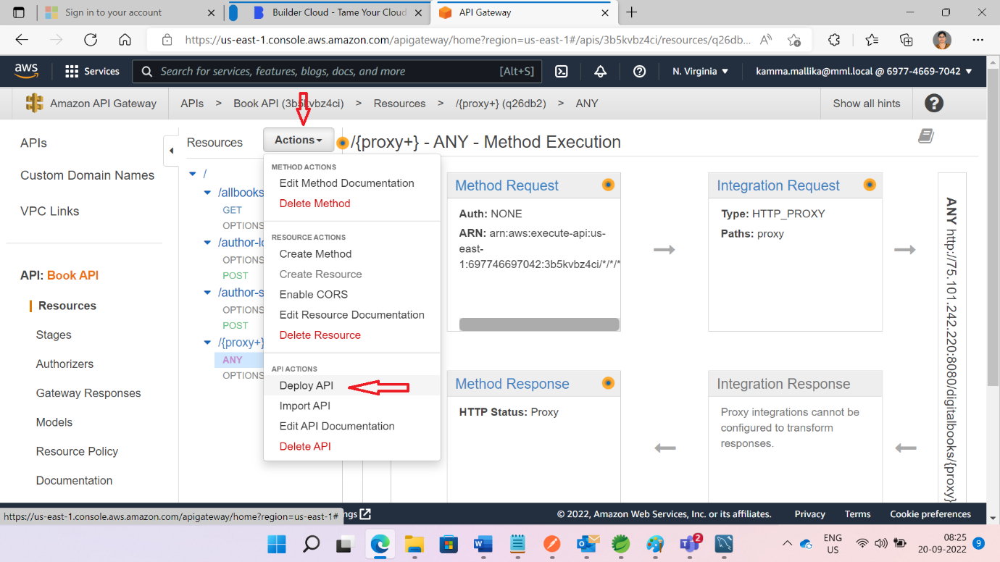 Sign in to your account
Builder Cloud - Tame Your Cloud
API Gateway
https://us-east-1.console.aws.amazon.com/apigateway/home?region=us-east-1#/apis/3b5kvbz4ci/resources/q26db...
aws
Services
Search for services, features, blogs, docs, and more
[Alt+S]
N. Virginia
kamma.mallika@mml.local @ 6977-4669-7042
Amazon API Gateway
APIs > Book API (3b5kvbz4ci) > Resources > /{proxy+} (q26db2) > ANY
Show all hints
?
APIs
Custom Domain Names
VPC Links
API: Book API
Resources
Stages
Authorizers
Gateway Responses
Models
Resource Policy
Documentation
Resources
Actions
/
/allbooks
GET
OPTIONS
/author-lo
OPTIONS
POST
/author-s
OPTIONS
POST
/{proxy+}
ANY
OPTIONS
METHOD ACTIONS
Edit Method Documentation
Delete Method
RESOURCE ACTIONS
Create Method
Create Resource
Enable CORS
Edit Resource Documentation
Delete Resource
API ACTIONS
Deploy API
Import API
Edit API Documentation
Delete API
/{proxy+} - ANY - Method Execution
Method Request
Auth: NONE
ARN: arn:aws:execute-api:us-
east-
1:697746697042:3b5kvbz4ci/*/*/*
Integration Request
Type: HTTP_PROXY
Paths: proxy
ANY http://75.101.242.220:8080/digitalbooks/{proxy}
Method Response
HTTP Status: Proxy
Integration Response
Proxy integrations cannot be
configured to transform
responses.
https://us-east-1.console.aws.amazon.com/apigateway/home?region=us-east-1#
ngs
© 2022, Amazon Web Services, Inc. or its affiliates.
Privacy
Terms
Cookie preferences
2
ENG
US
08:25
20-09-2022
9